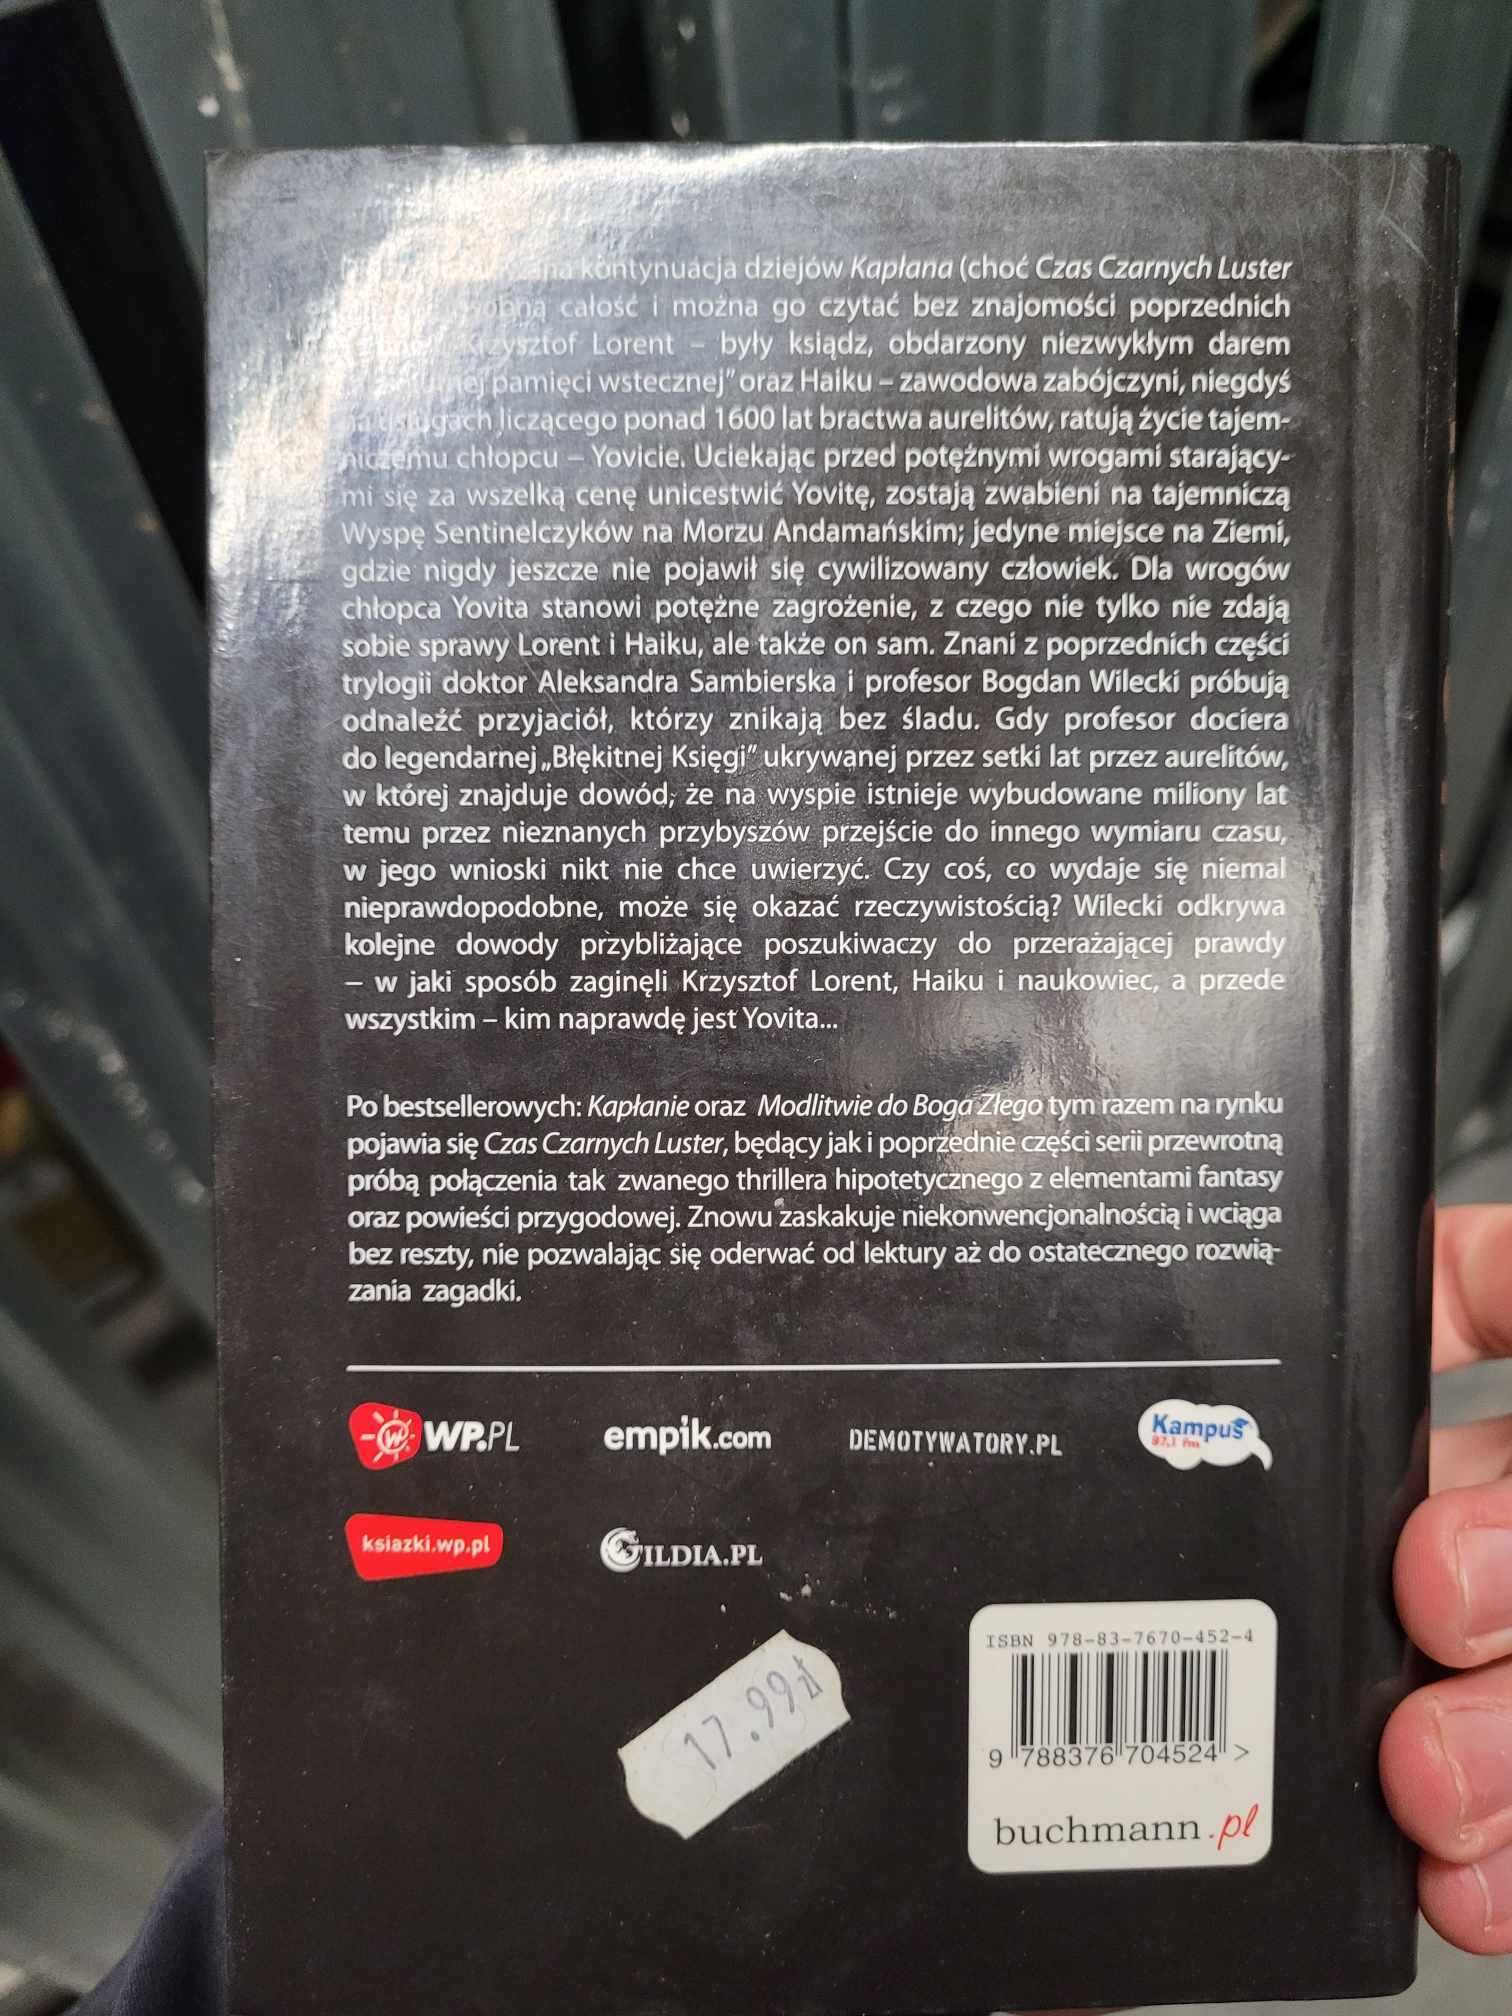 kontynuacja dziejów Kapłana (choć Czas Czarnych Luster
całość i można go czytać bez znajomości poprzednich
Krzysztof Lorent – były ksiądz, obdarzony niezwykłym darem
pamięci wstecznej” oraz Haiku – zawodowa zabójczyni, niegdyś
na usługach liczącego ponad 1600 lat bractwa aurelitów, ratują życie tajem-
niczemu chłopcu – Yovicie. Uciekając przed potężnymi wrogami starający-
mi się za wszelką cenę unicestwić Yovitę, zostają zwabieni na tajemniczą
Wyspę Sentinelczyków na Morzu Andamańskim; jedyne miejsce na Ziemi,
gdzie nigdy jeszcze nie pojawił się cywilizowany człowiek. Dla wrogów
chłopca Yovita stanowi potężne zagrożenie, z czego nie tylko nie zdają
sobie sprawy Lorent i Haiku, ale także on sam. Znani z poprzednich części
trylogii doktor Aleksandra Sambierska i profesor Bogdan Wilecki próbują
odnaleźć przyjaciół, którzy znikają bez śladu. Gdy profesor dociera
do legendarnej „Błękitnej Księgi” ukrywanej przez setki lat przez aurelitów,
w której znajduje dowód, że na wyspie istnieje wybudowane miliony lat
temu przez nieznanych przybyszów przejście do innego wymiaru czasu,
w jego wnioski nikt nie chce uwierzyć. Czy coś, co wydaje się niemal
nieprawdopodobne, może się okazać rzeczywistością? Wilecki odkrywa
kolejne dowody przybliżające poszukiwaczy do przerażającej prawdy
– w jaki sposób zaginęli Krzysztof Lorent, Haiku i naukowiec, a przede
wszystkim – kim naprawdę jest Yovita...
Po bestsellerowych: Kapłanie oraz Modlitwie do Boga Złego tym razem na rynku
pojawia się Czas Czarnych Luster, będący jak i poprzednie części serii przewrotną
próbą połączenia tak zwanego thrillera hipotetycznego z elementami fantasy
oraz powieści przygodowej. Znowu zaskakuje niekonwencjonalnością i wciąga
bez reszty, nie pozwalając się oderwać od lektury aż do ostatecznego rozwią-
zania zagadki.
WP.PL empik.com DEMOTYWATORY.PL Kampus 97,1 fm
ksiazki.wp.pl GILDIA.PL
ISBN 978-83-7670-452-4
17.99 zł
9 788376 704524 >
buchmann.pl